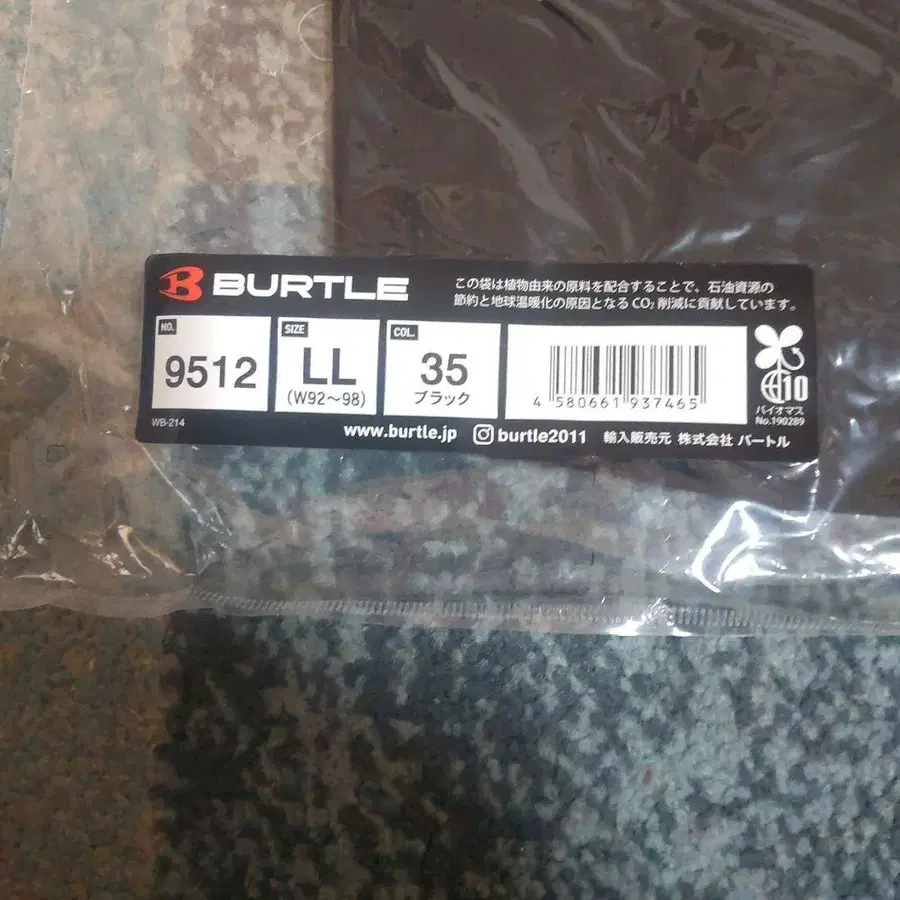 BURTLE
この袋は植物由来の原料を配合することで、石油資源の
節約と地球温暖化の原因となるCO₂削減に貢献しています。
NO.
9512
SIZE
LL
(W92〜98)
COL.
35
ブラック
4 580661 937465
10
バイオマス
No.190289
WB-214
www.burtle.jp burtle2011 輸入販売元 株式会社 バートル